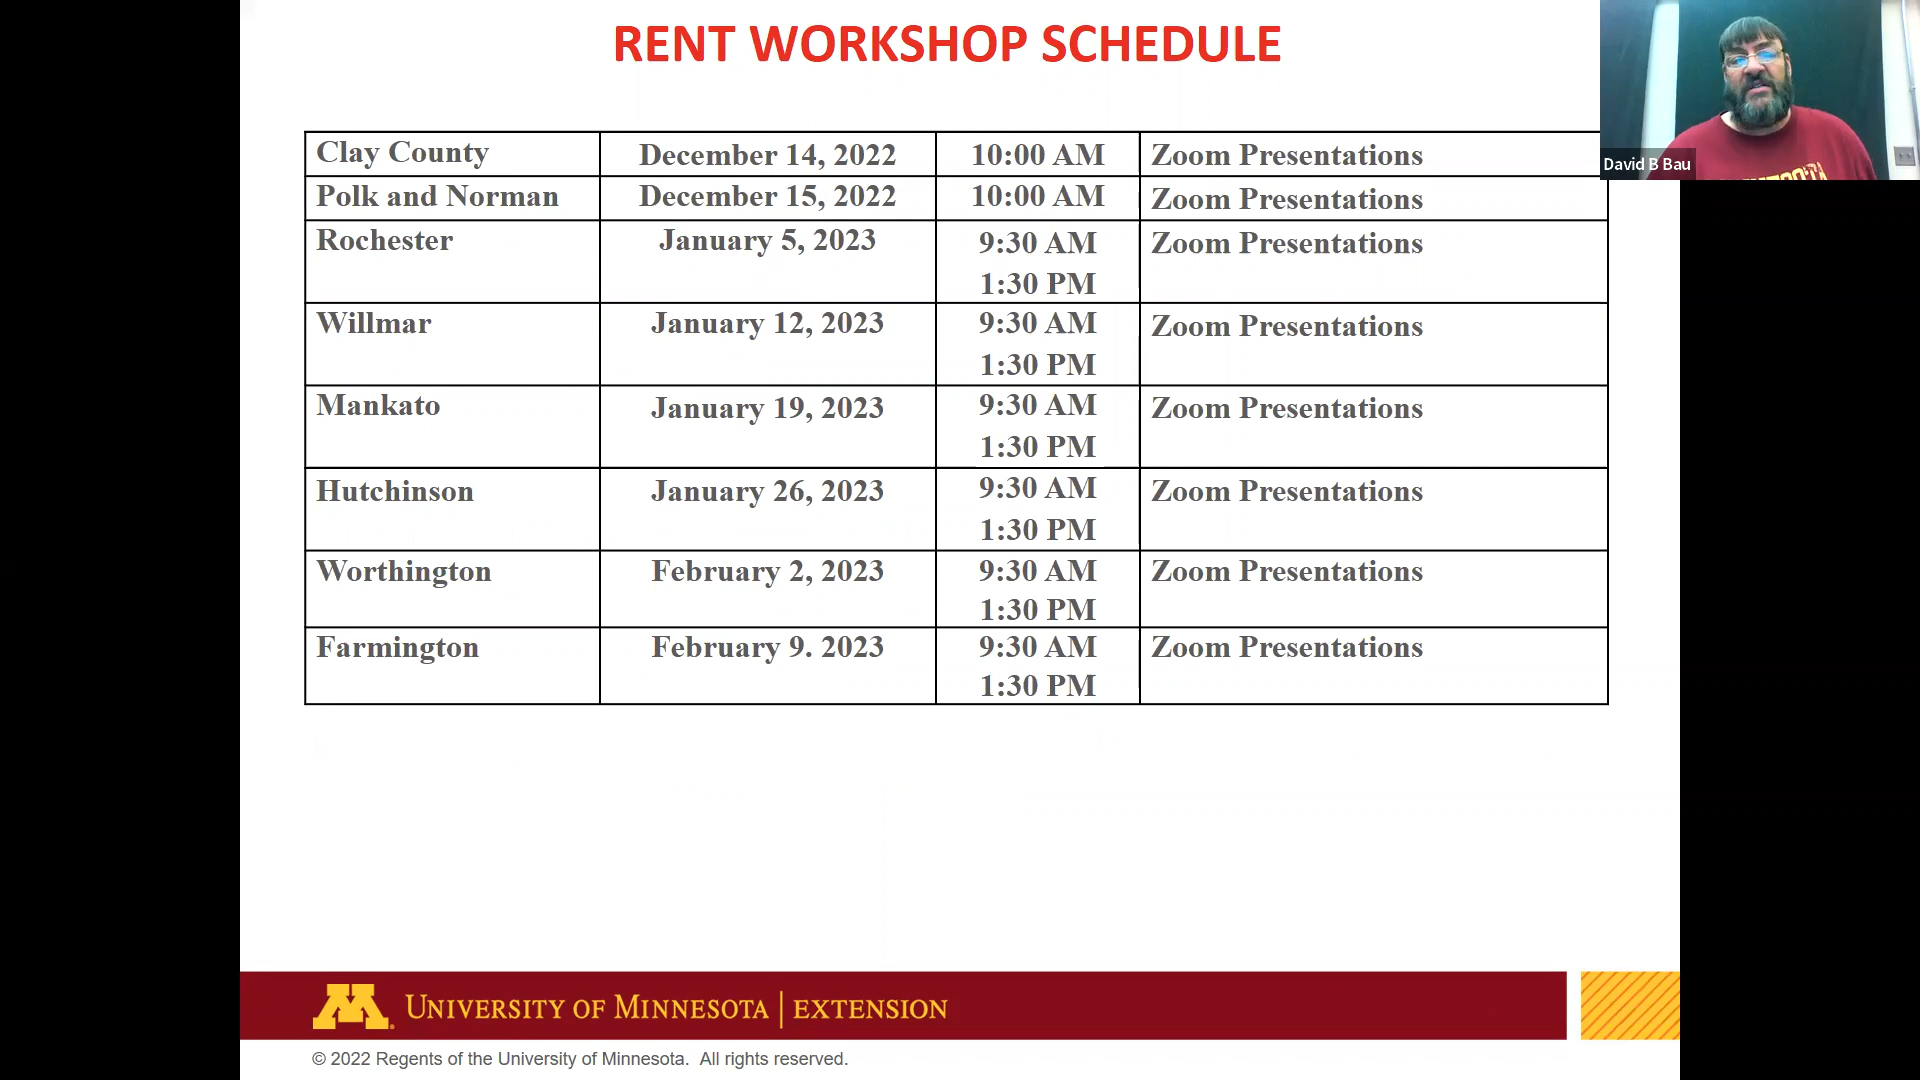 RENT WORKSHOP SCHEDULE
Clay County December 14, 2022 10:00 AM Zoom Presentations
Polk and Norman December 15, 2022 10:00 AM Zoom Presentations
Rochester January 5, 2023 9:30 AM Zoom Presentations
1:30 PM
Willmar January 12, 2023 9:30 AM Zoom Presentations
1:30 PM
Mankato January 19, 2023 9:30 AM Zoom Presentations
1:30 PM
Hutchinson January 26, 2023 9:30 AM Zoom Presentations
1:30 PM
Worthington February 2, 2023 9:30 AM Zoom Presentations
1:30 PM
Farmington February 9. 2023 9:30 AM Zoom Presentations
1:30 PM
David B Bau
M UNIVERSITY OF MINNESOTA | EXTENSION
© 2022 Regents of the University of Minnesota. All rights reserved.